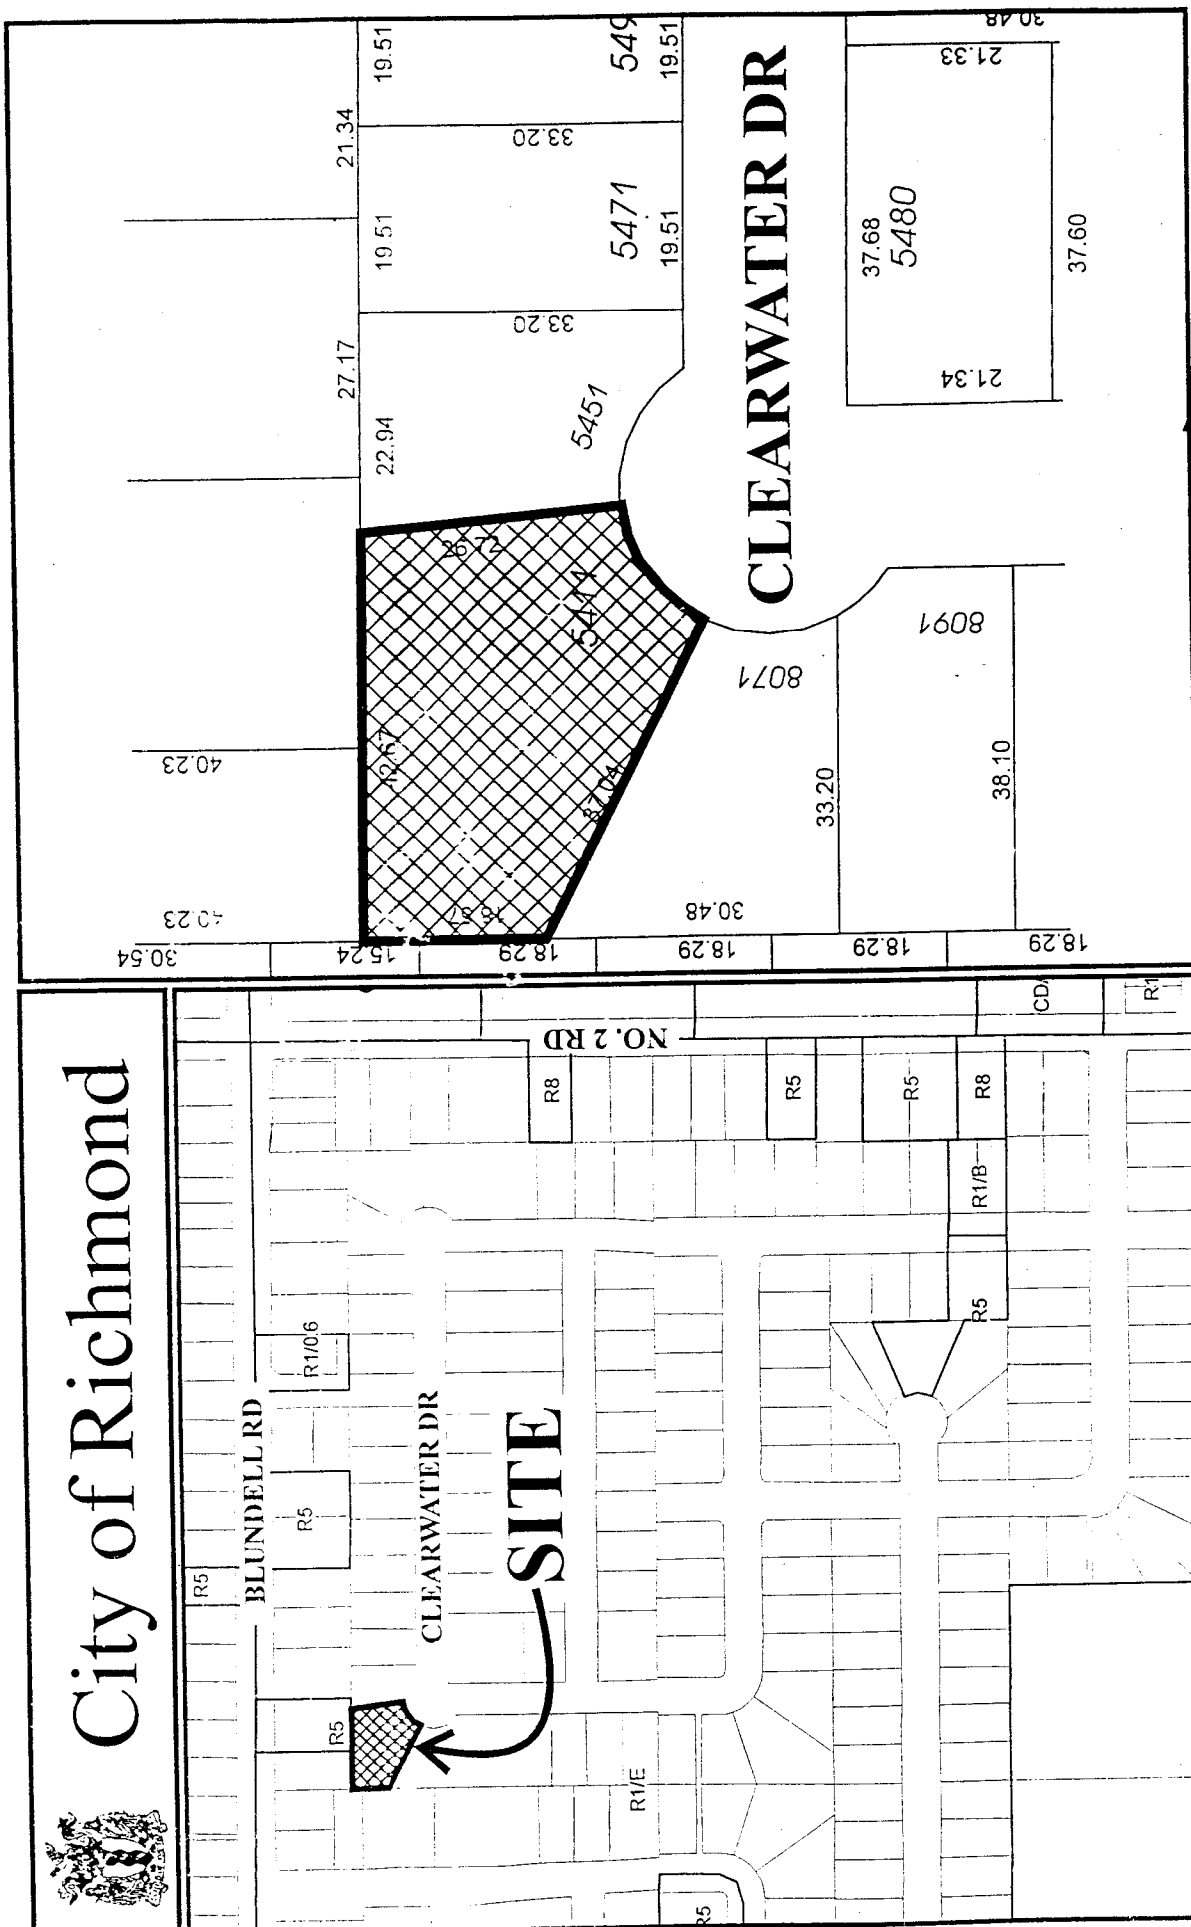 City of Richmond
R5
BLUNDELL RD
R5
R1/0.6
R5
CLEARWATER DR
SITE
NO. 2 RD
R8
R5
R5
R8
R1/B
R5
R1/E
R5
CD/
R1
30.54
40.23
40.23
27.17
21.34
22.94
19.51
19.51
15.24
42.67
26.72
33.20
33.20
5451
5471
549
19.51
19.51
18.29
37.04
CLEARWATER DR
18.29
30.48
8071
33.20
18.29
8091
38.10
18.29
37.68
5480
21.34
21.33
30.48
37.60